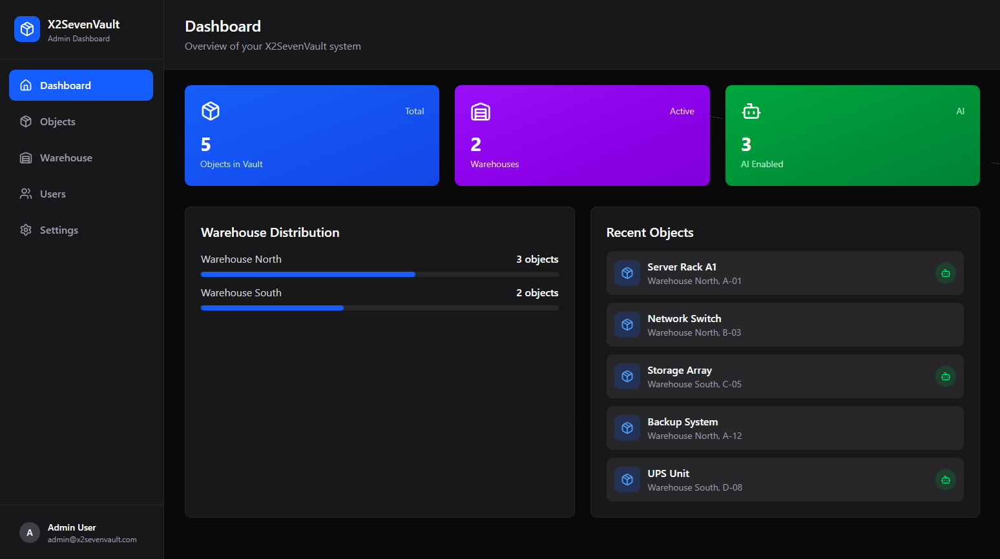 X2SevenVault
Admin Dashboard
Dashboard
Objects
Warehouse
Users
Settings
A
Admin User
admin@x2sevenvault.com
Dashboard
Overview of your X2SevenVault system
Total
5
Objects in Vault
Active
2
Warehouses
AI
3
AI Enabled
Warehouse Distribution
Warehouse North 3 objects
Warehouse South 2 objects
Recent Objects
Server Rack A1
Warehouse North, A-01
Network Switch
Warehouse North, B-03
Storage Array
Warehouse South, C-05
Backup System
Warehouse North, A-12
UPS Unit
Warehouse South, D-08